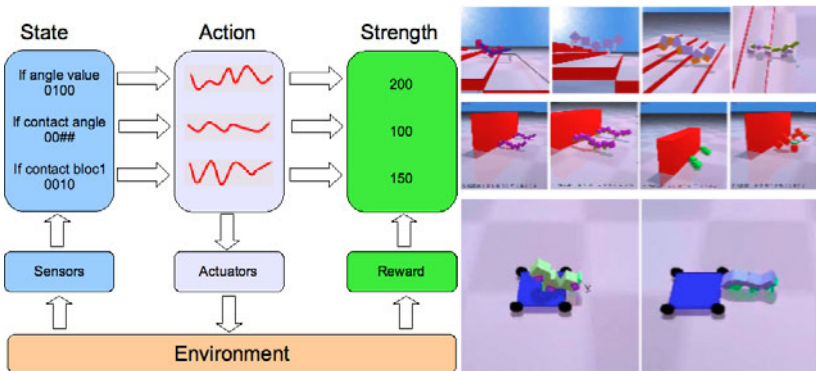 State
Action
Strength
If angle value
0100
200
If contact angle
00##
100
If contact bloc1
0010
150
Sensors
Actuators
Reward
Environment